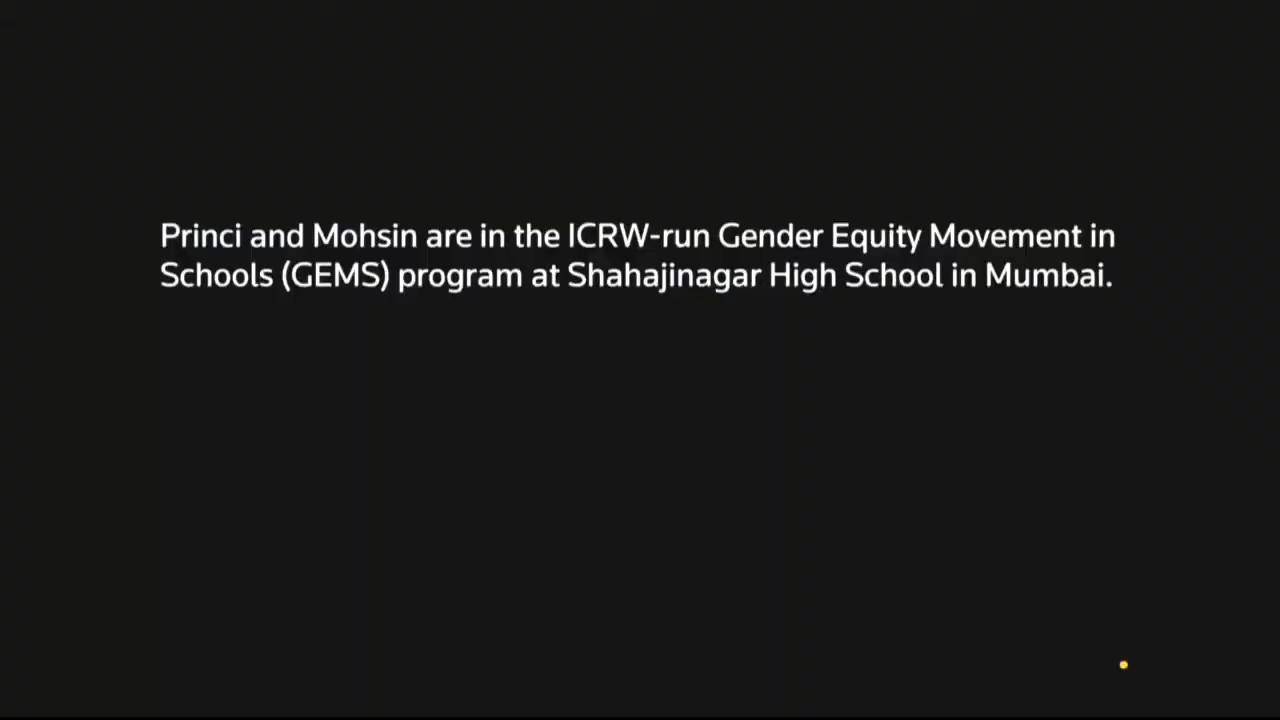 Princi and Mohsin are in the ICRW-run Gender Equity Movement in
Schools (GEMS) program at Shahajinagar High School in Mumbai.